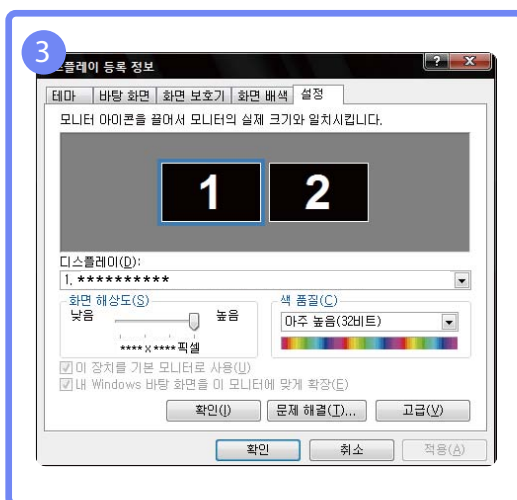 3
스플레이 등록 정보
? X
테마 바탕 화면 화면 보호기 화면 배색 설정
모니터 아이콘을 끌어서 모니터의 실제 크기와 일치시킵니다.
1 2
디스플레이(D):
1. **********
화면 해상도(S)
낮음 높음
**** x **** 픽셀
색 품질(C)
아주 높음(32비트)
이 장치를 기본 모니터로 사용(U)
내 Windows 바탕 화면을 이 모니터에 맞게 확장(E)
확인(I) 문제 해결(T)... 고급(V)
확인 취소 적용(A)